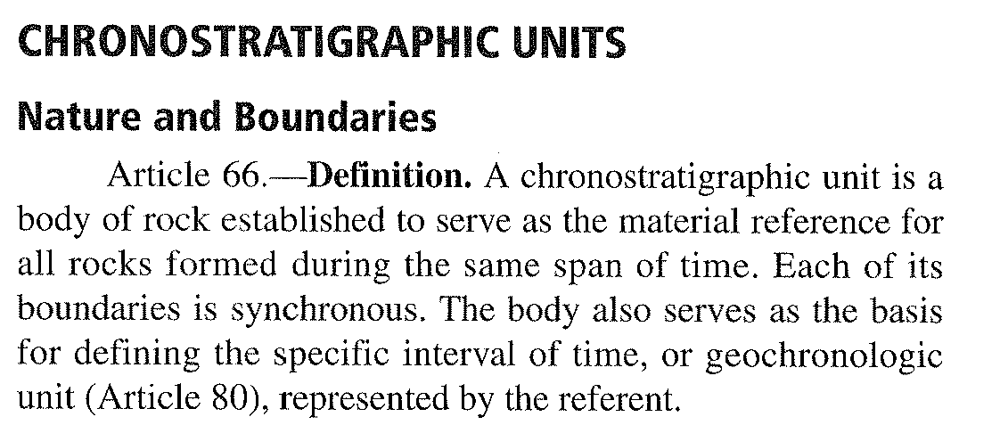 CHRONOSTRATIGRAPHIC UNITS
Nature and Boundaries
Article 66.—Definition. A chronostratigraphic unit is a
body of rock established to serve as the material reference for
all rocks formed during the same span of time. Each of its
boundaries is synchronous. The body also serves as the basis
for defining the specific interval of time, or geochronologic
unit (Article 80), represented by the referent.